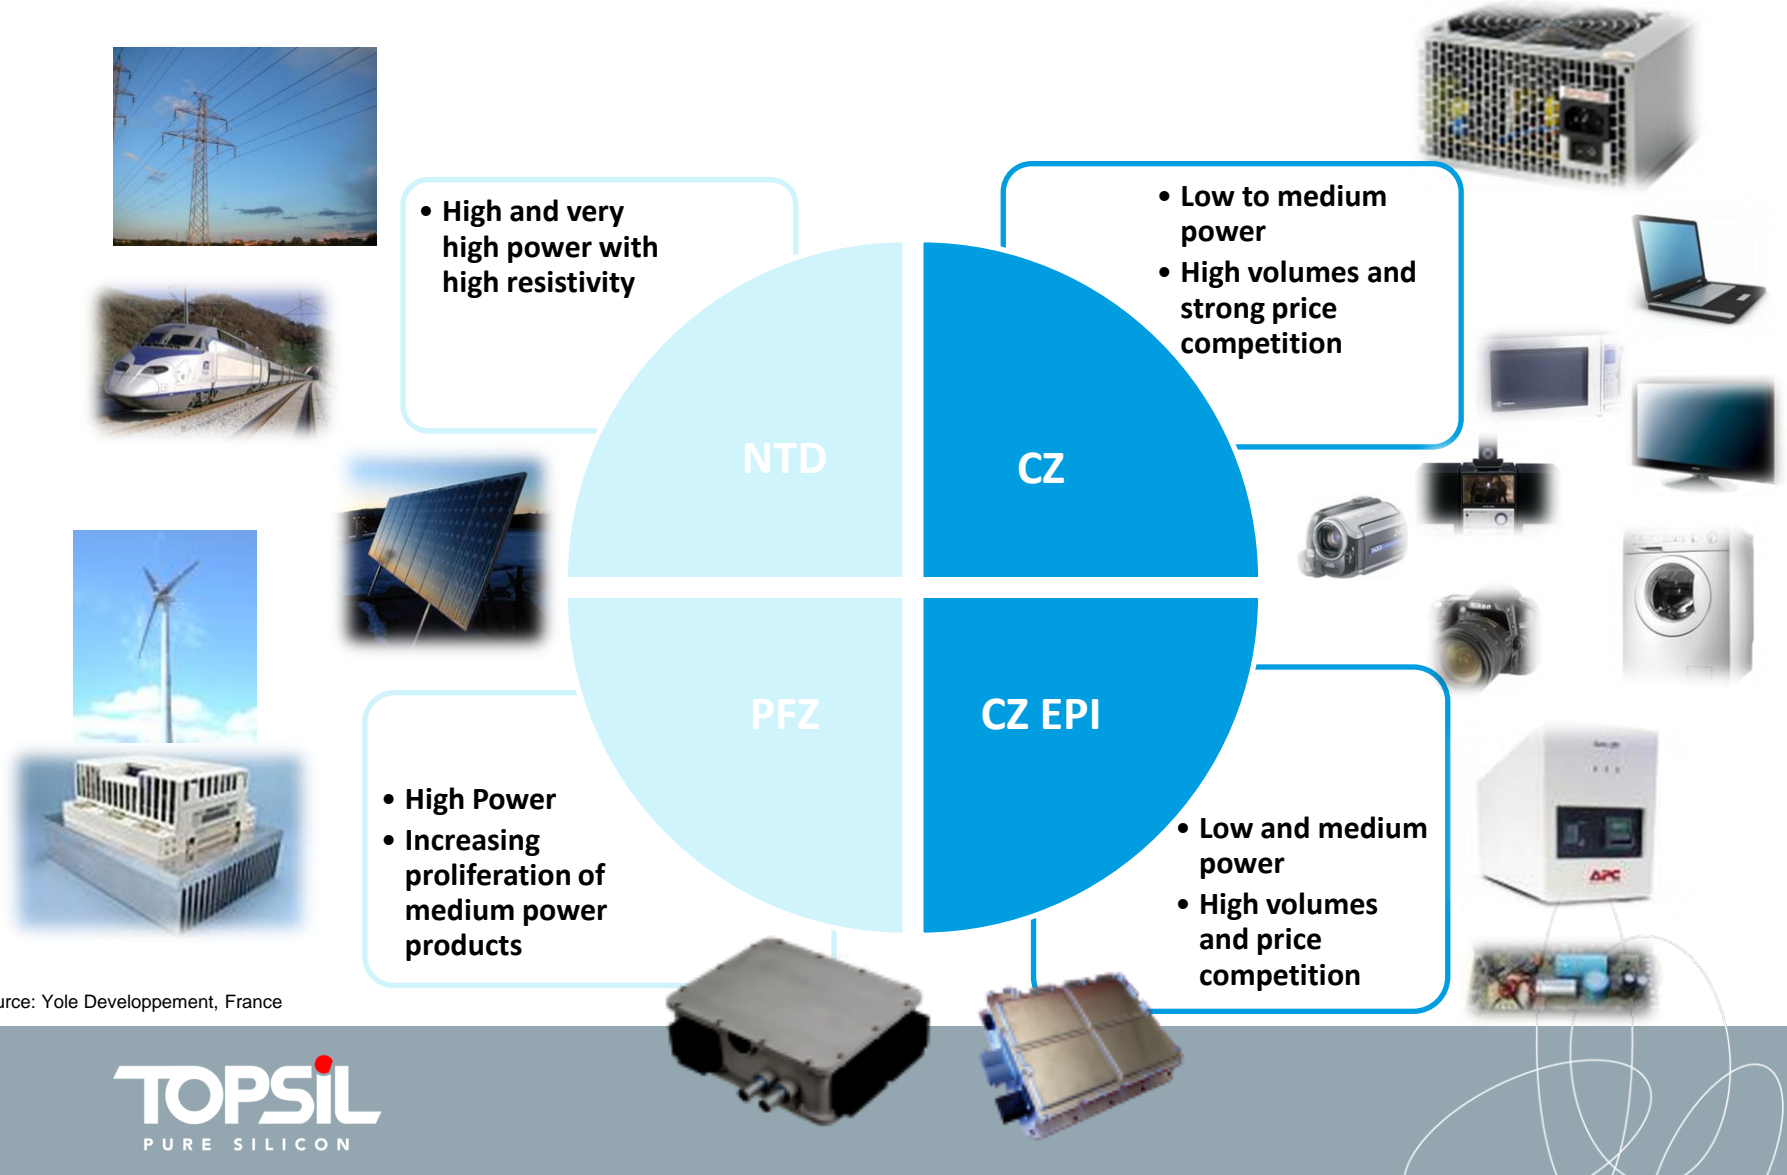 • High and very
high power with
high resistivity
• Low to medium
power
• High volumes and
strong price
competition
NTD
CZ
PFZ
CZ EPI
• High Power
• Increasing
proliferation of
medium power
products
• Low and medium
power
• High volumes
and price
competition
APC
Nikon
urce: Yole Developpement, France
TOPSiL
PURE SILICON